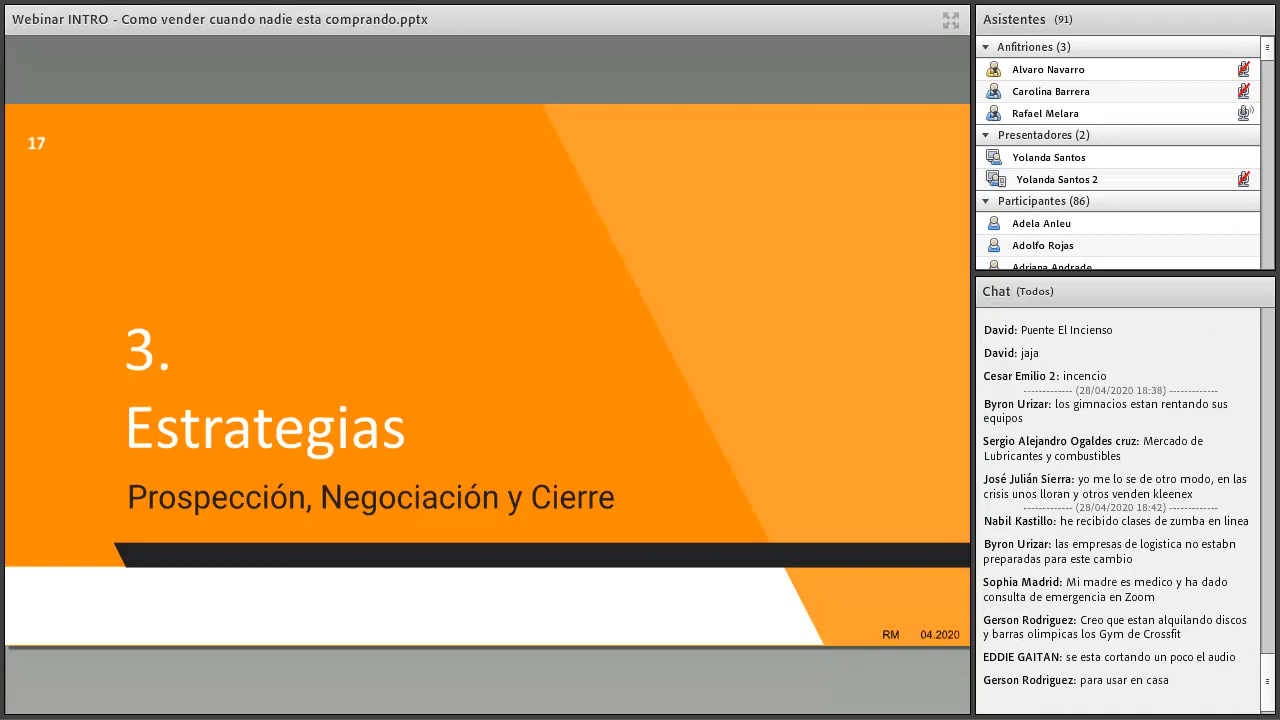 Webinar INTRO - Como vender cuando nadie esta comprando.pptx
17
3.
Estrategias
Prospección, Negociación y Cierre
RM 04.2020
Asistentes (91)
Anfitriones (3)
Alvaro Navarro
Carolina Barrera
Rafael Melara
Presentadores (2)
Yolanda Santos
Yolanda Santos 2
Participantes (86)
Adela Anleu
Adolfo Rojas
Adriana Andrade
Chat (Todos)
David: Puente El Incienso
David: jaja
Cesar Emilio 2: incencio
------------- (28/04/2020 18:38) -------------
Byron Urizar: los gimnacios estan rentando sus
equipos
Sergio Alejandro Ogaldes cruz: Mercado de
Lubricantes y combustibles
José Julián Sierra: yo me lo se de otro modo, en las
crisis unos lloran y otros venden kleenex
------------- (28/04/2020 18:42) -------------
Nabil Kastillo: he recibido clases de zumba en linea
Byron Urizar: las empresas de logistica no estabn
preparadas para este cambio
Sophia Madrid: Mi madre es medico y ha dado
consulta de emergencia en Zoom
Gerson Rodriguez: Creo que estan alquilando discos
y barras olimpicas los Gym de Crossfit
EDDIE GAITAN: se esta cortando un poco el audio
Gerson Rodriguez: para usar en casa